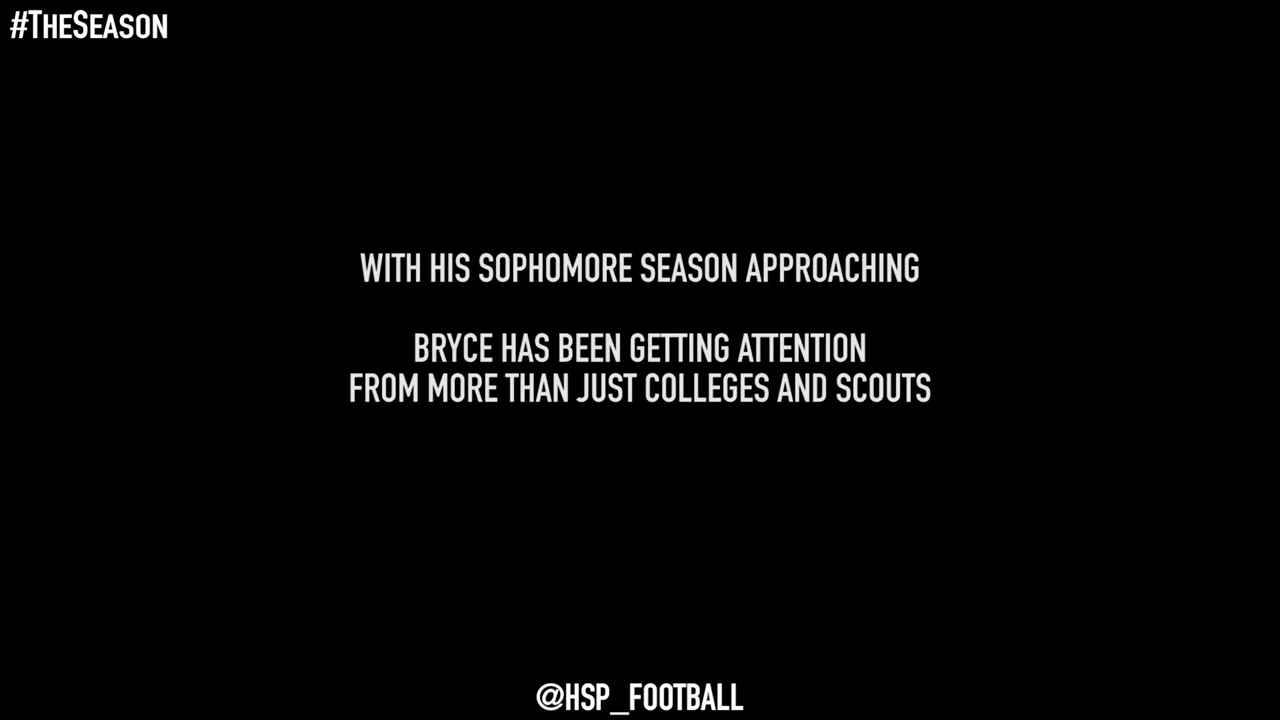 #TheSeason
WITH HIS SOPHOMORE SEASON APPROACHING
BRYCE HAS BEEN GETTING ATTENTION
FROM MORE THAN JUST COLLEGES AND SCOUTS
@HSP_FOOTBALL